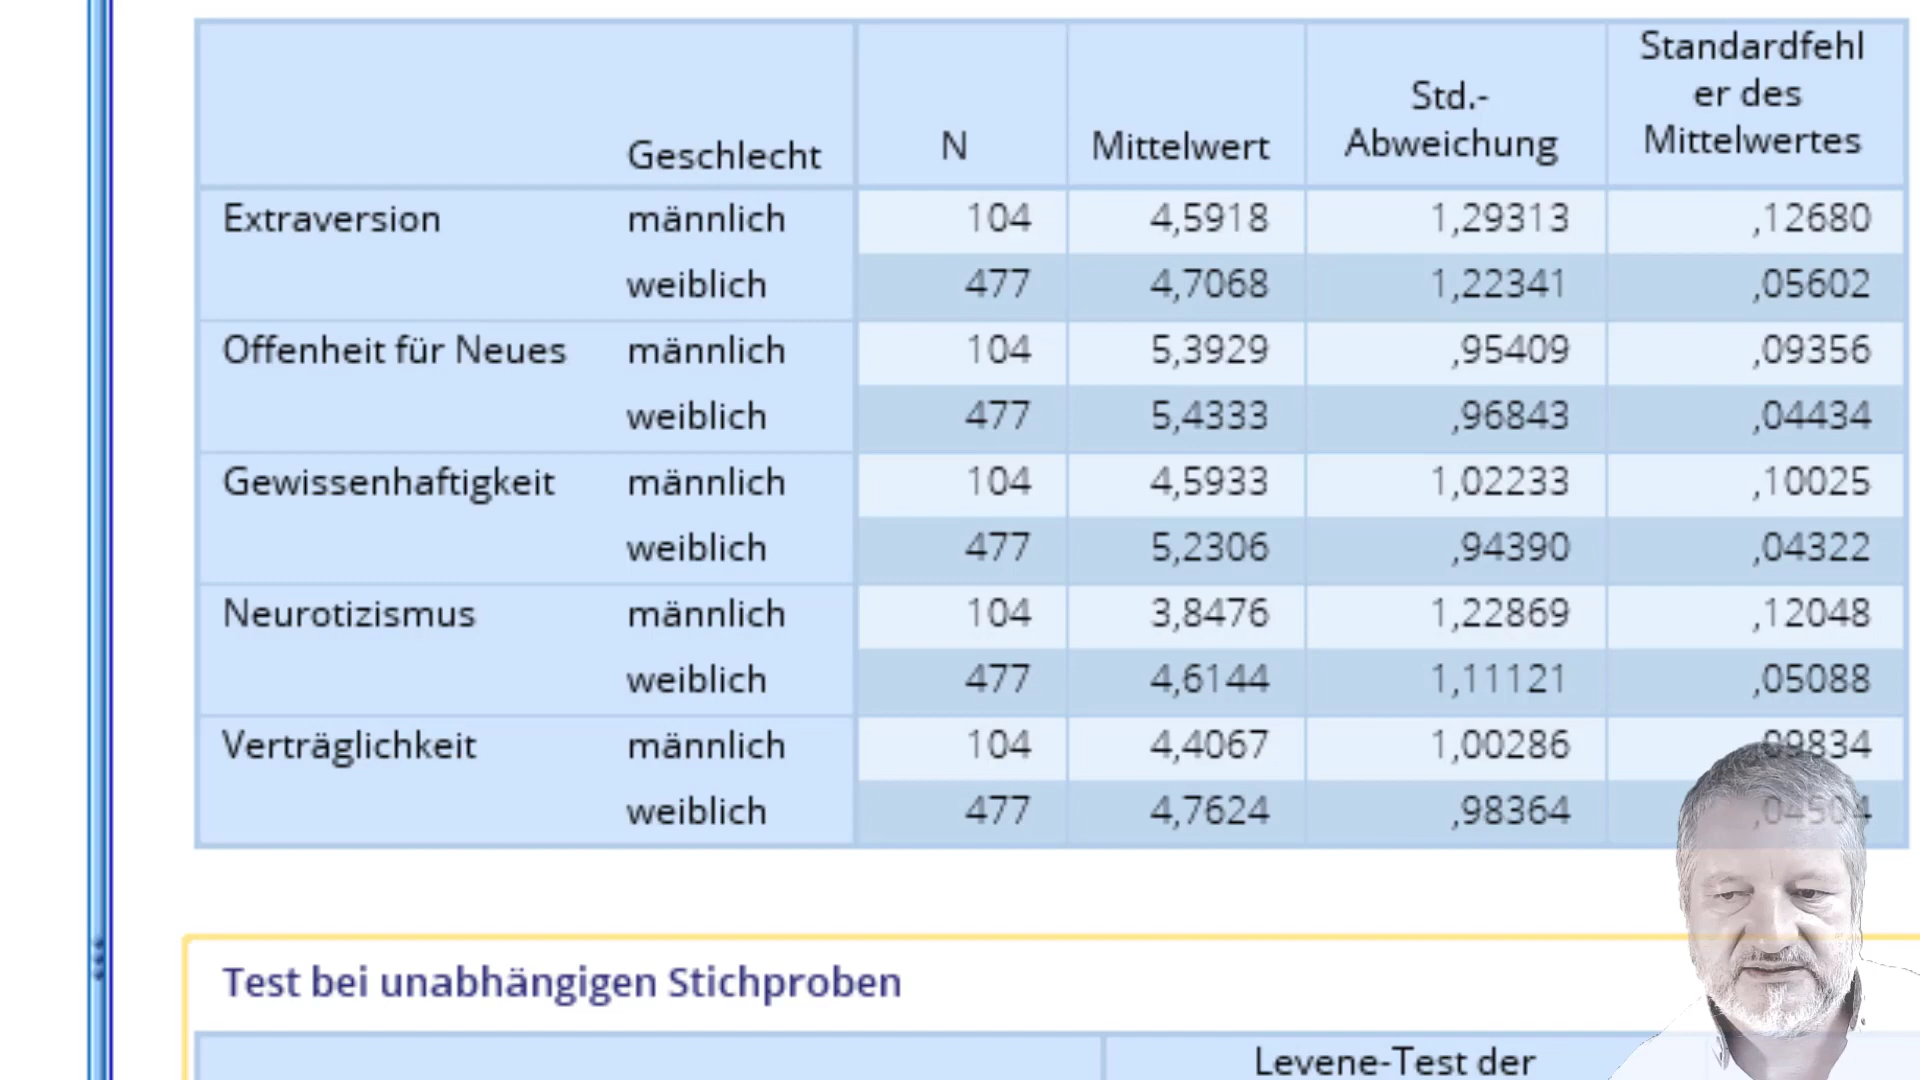 Geschlecht N Mittelwert Std.-Abweichung Standardfehl er des Mittelwertes
Extraversion männlich 104 4,5918 1,29313 ,12680
weiblich 477 4,7068 1,22341 ,05602
Offenheit für Neues männlich 104 5,3929 ,95409 ,09356
weiblich 477 5,4333 ,96843 ,04434
Gewissenhaftigkeit männlich 104 4,5933 1,02233 ,10025
weiblich 477 5,2306 ,94390 ,04322
Neurotizismus männlich 104 3,8476 1,22869 ,12048
weiblich 477 4,6144 1,11121 ,05088
Verträglichkeit männlich 104 4,4067 1,00286 ,09834
weiblich 477 4,7624 ,98364 ,04504
Test bei unabhängigen Stichproben
Levene-Test der